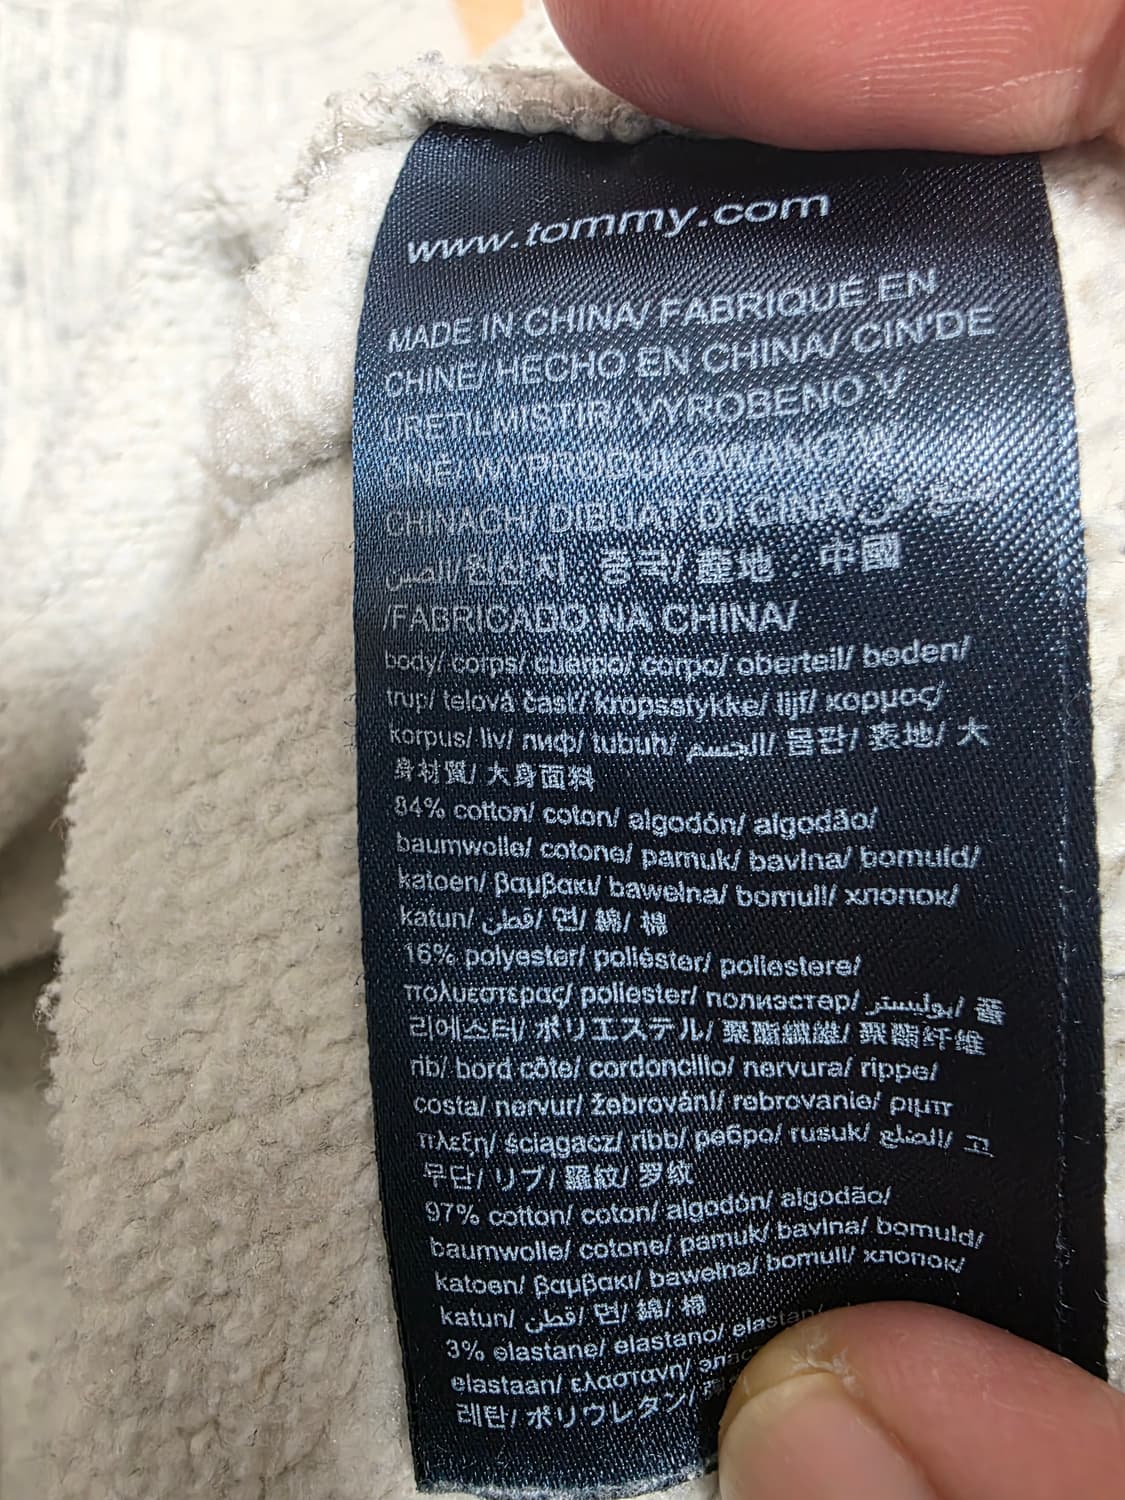 www.tommy.com
MADE IN CHINA/ FABRIQUÉ EN
CHINE/ HECHO EN CHINA/ CIN'DE
URETILMISTIR/ VYROBENO V
CINE/ WYPRODUKOWANO W
CHINACH/ DIBUAT DI CINA/
الصين/ 원산지 : 중국/ 產地 : 中國
/FABRICADO NA CHINA/
body/ corps/ cuerpo/ corpo/ oberteil/ beden/
trup/ telová časť/ kropsstykke/ lijf/ κορμος/
korpus/ liv/ лиф/ tubuh/ الجسم/ 몸판/ 表地/ 大
身材質/ 大身面料
84% cotton/ coton/ algodón/ algodão/
baumwolle/ cotone/ pamuk/ bavlna/ bomuld/
katoen/ βαμβακι/ bawełna/ bomull/ хлопок/
katun/ قطن/ 면/ 綿/ 棉
16% polyester/ poliéster/ poliestere/
πολυεστερας/ poliester/ полиэстер/ بوليستر/ 폴
리에스터/ ポリエステル/ 聚酯纖維/ 聚酯纤维
rib/ bord côte/ cordoncillo/ nervura/ rippe/
costa/ nervur/ žebrování/ rebrovanie/ ριμπ
πλεξη/ ściągacz/ ribb/ ребро/ rusuk/ الضلع/ 고
무단/ リブ/ 羅紋/ 罗纹
97% cotton/ coton/ algodón/ algodão/
baumwolle/ cotone/ pamuk/ bavlna/ bomuld/
katoen/ βαμβακι/ bawełna/ bomull/ хлопок/
katun/ قطن/ 면/ 綿/ 棉
3% elastane/ elastano/ elastan/
elastaan/ ελαστανη/
레탄/ ポリウレタン/